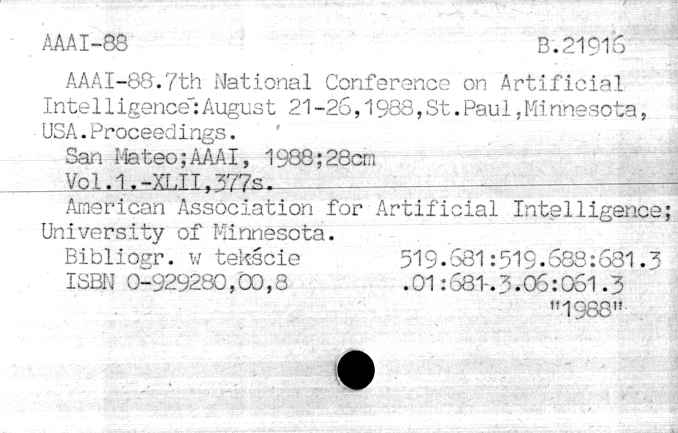 AAAI-88 B.21916
AAAI-88.7th National Conference on Artificial
Intelligence:August 21-26,1988,St.Paul,Minnesota,
USA.Proceedings.
San Mateo;AAAI, 1988;28cm
Vol.1.-XLII,377s.
American Association for Artificial Intelligence;
University of Minnesota.
Bibliogr. w tekście 519.681:519.688:681.3
ISBN 0-929280,00,8 .01:681.3.06:061.3
"1988"